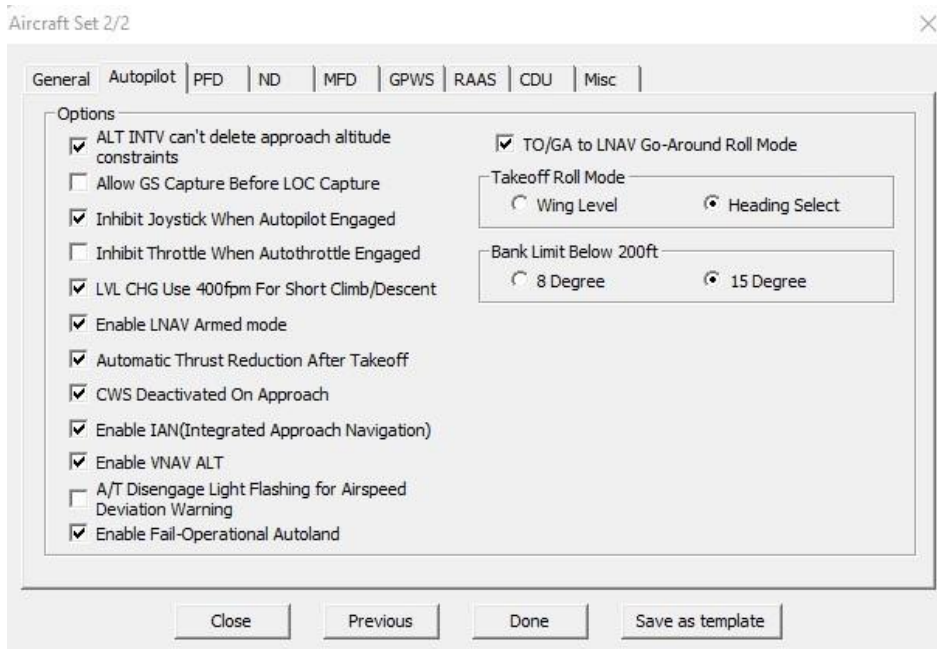 Aircraft Set 2/2
General Autopilot PFD ND MFD GPWS RAAS CDU Misc
Options
ALT INTV can't delete approach altitude
constraints
Allow GS Capture Before LOC Capture
Inhibit Joystick When Autopilot Engaged
Inhibit Throttle When Autothrottle Engaged
LVL CHG Use 400fpm For Short Climb/Descent
Enable LNAV Armed mode
Automatic Thrust Reduction After Takeoff
CWS Deactivated On Approach
Enable IAN(Integrated Approach Navigation)
Enable VNAV ALT
A/T Disengage Light Flashing for Airspeed
Deviation Warning
Enable Fail-Operational Autoland
TO/GA to LNAV Go-Around Roll Mode
Takeoff Roll Mode
Wing Level Heading Select
Bank Limit Below 200ft
8 Degree 15 Degree
Close Previous Done Save as template